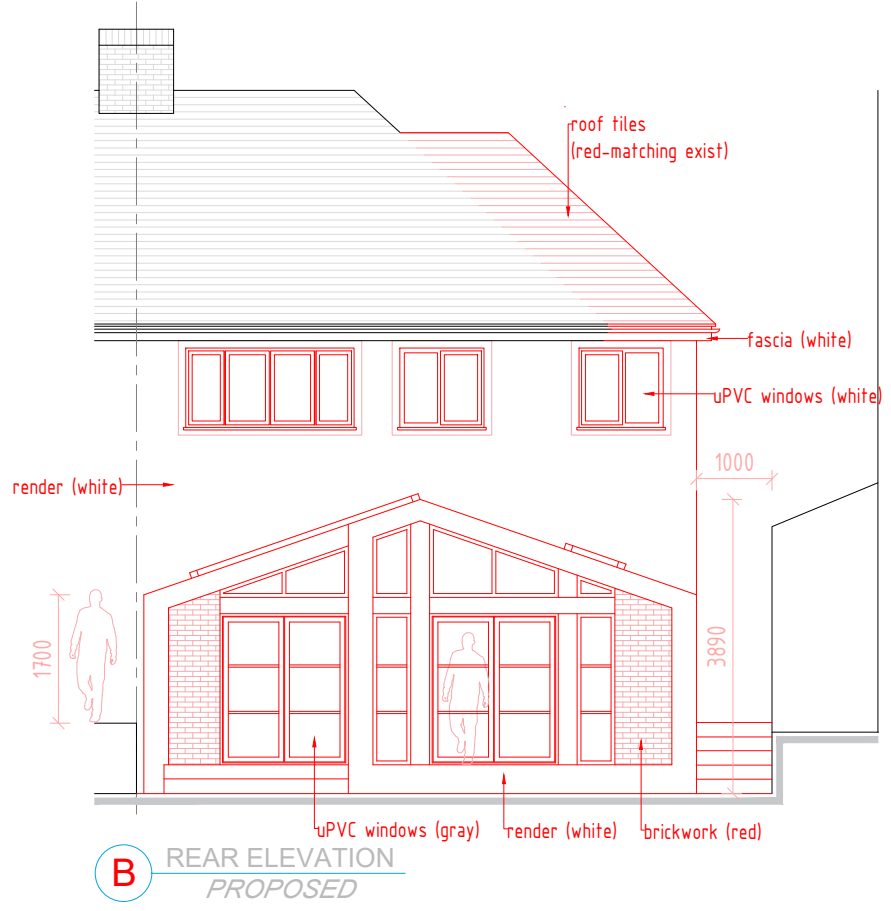 roof tiles
(red-matching exist)
fascia (white)
uPVC windows (white)
1000
render (white)
1700
3890
uPVC windows (gray)
render (white)
brickwork (red)
B
REAR ELEVATION
PROPOSED